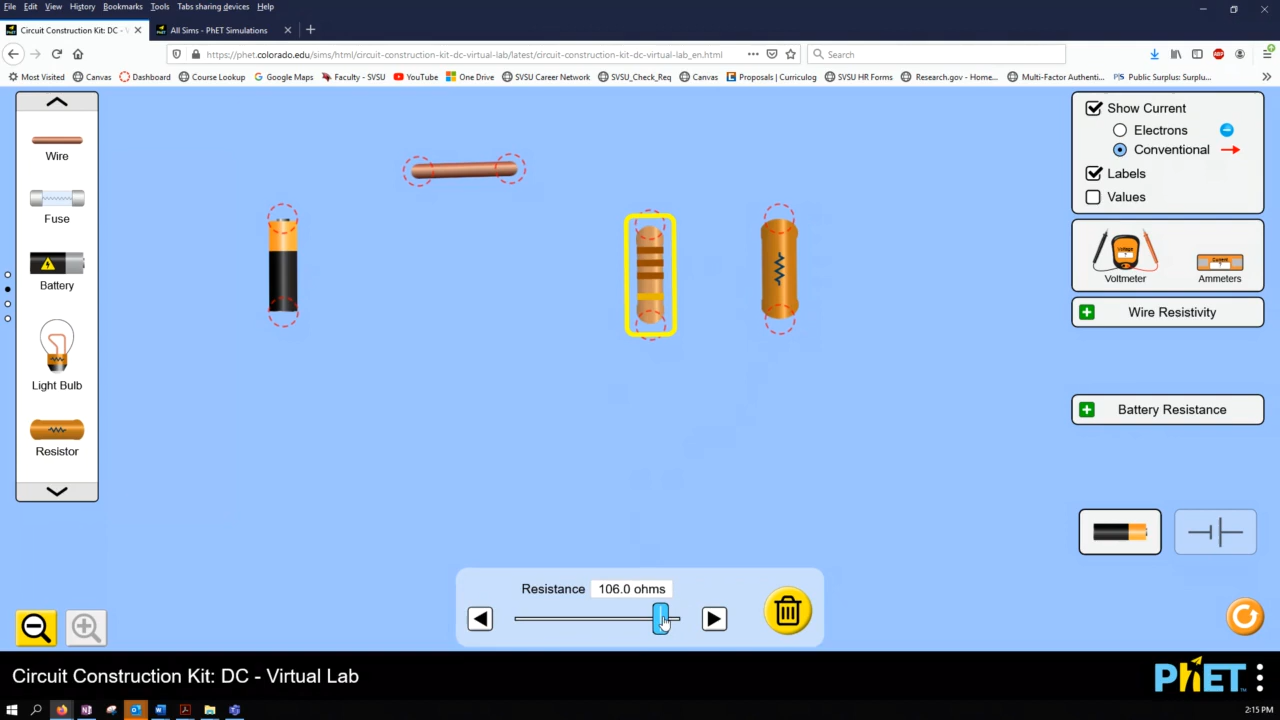 File Edit View History Bookmarks Tools Tabs sharing devices Help
Circuit Construction Kit: DC - V
All Sims - PhET Simulations
https://phet.colorado.edu/sims/html/circuit-construction-kit-dc-virtual-lab/latest/circuit-construction-kit-dc-virtual-lab_en.html
Search
Most Visited Canvas Dashboard Course Lookup Google Maps Faculty - SVSU YouTube One Drive SVSU Career Network SVSU_Check_Req Canvas Proposals | Curriculog SVSU HR Forms Research.gov - Home... Multi-Factor Authenti... Public Surplus: Surplu...
Wire
Fuse
Battery
Light Bulb
Resistor
Show Current
Electrons
Conventional
Labels
Values
Voltage
?
Current
?
Voltmeter
Ammeters
Wire Resistivity
Battery Resistance
Resistance 106.0 ohms
Circuit Construction Kit: DC - Virtual Lab
PhET
2:15 PM